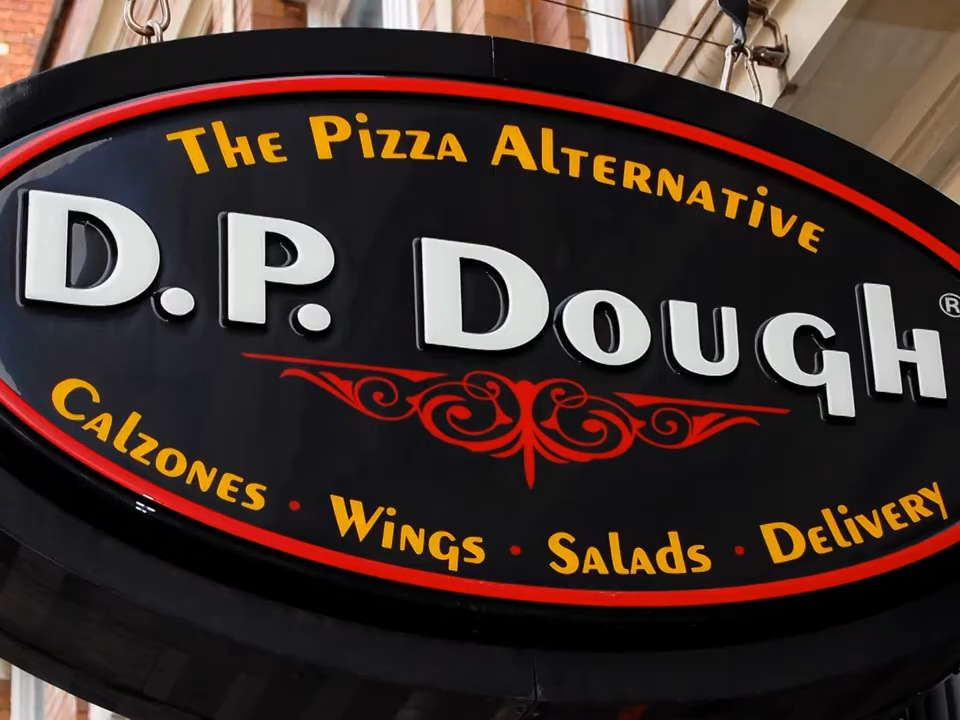 The Pizza Alternative
D.P. Dough®
Calzones • Wings • Salads • Delivery